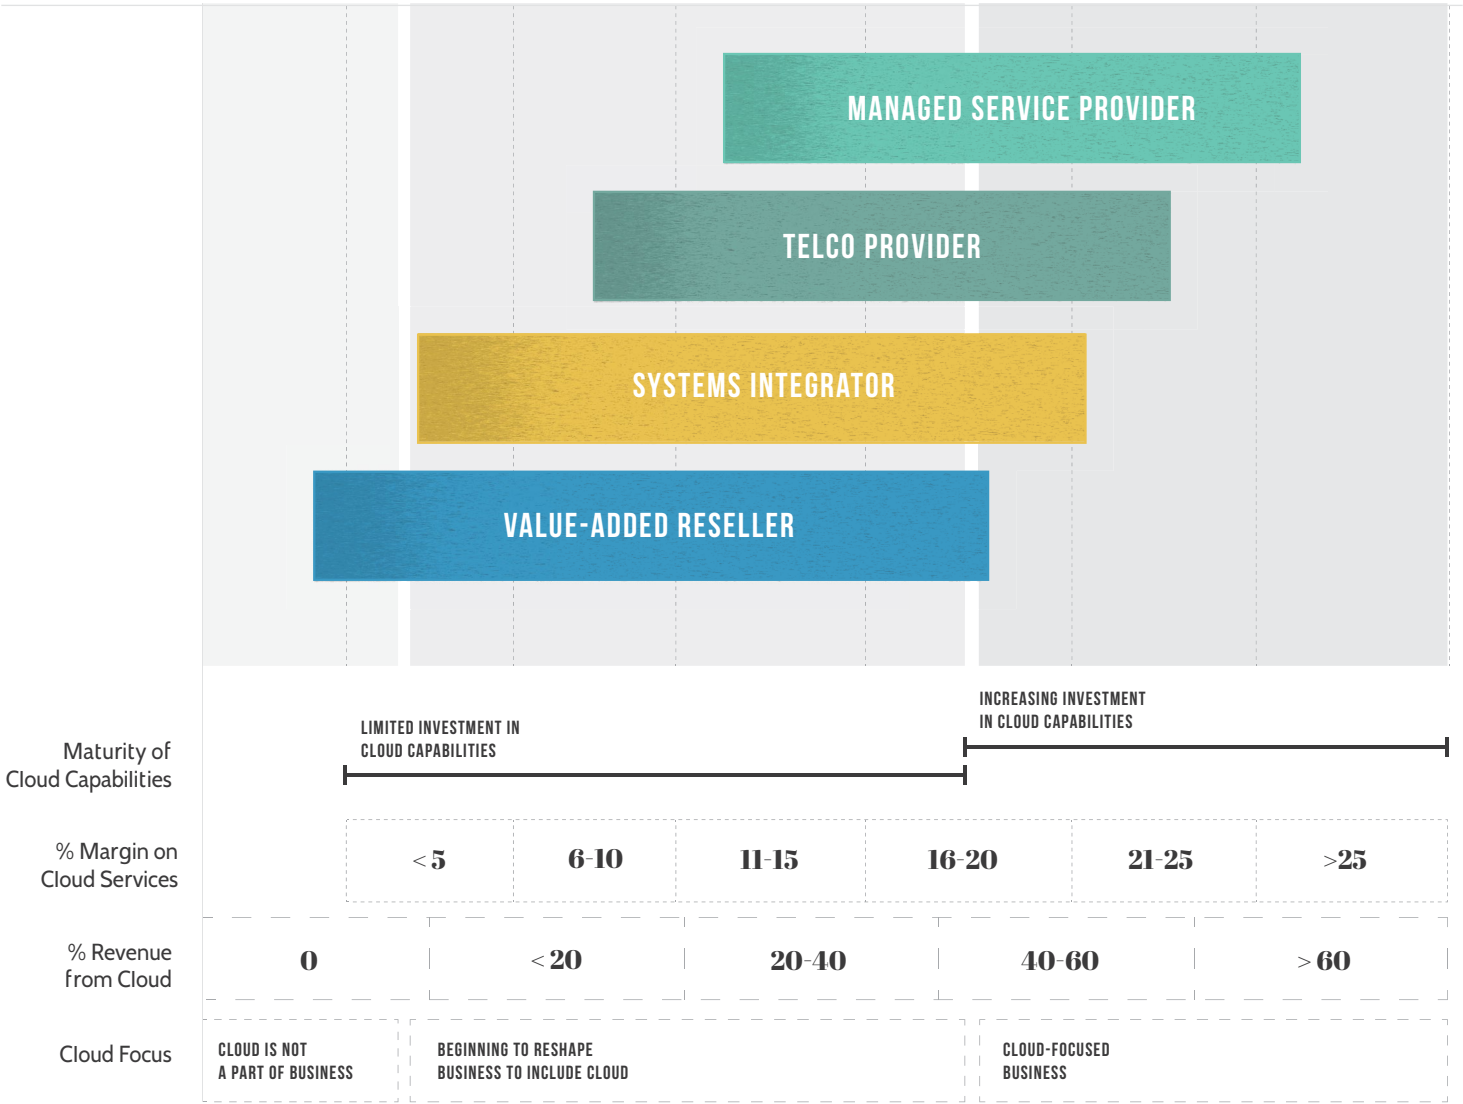 MANAGED SERVICE PROVIDER
TELCO PROVIDER
SYSTEMS INTEGRATOR
VALUE-ADDED RESELLER
INCREASING INVESTMENT
IN CLOUD CAPABILITIES
LIMITED INVESTMENT IN
CLOUD CAPABILITIES
Maturity of
Cloud Capabilities
% Margin on
Cloud Services
<5 6-10 11-15 16-20 21-25 >25
% Revenue
from Cloud
0 <20 20-40 40-60 >60
Cloud Focus
CLOUD IS NOT
A PART OF BUSINESS
BEGINNING TO RESHAPE
BUSINESS TO INCLUDE CLOUD
CLOUD-FOCUSED
BUSINESS